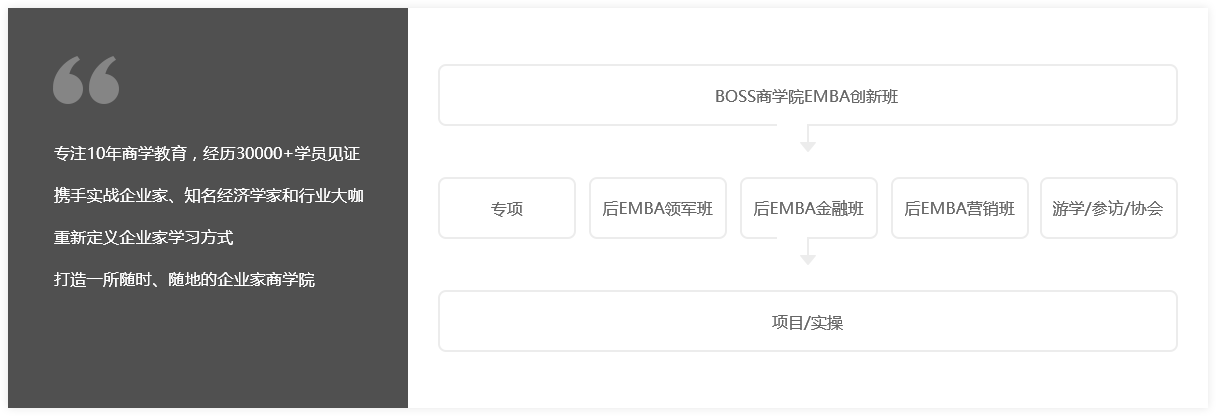 专注10年商学教育，经历30000+学员见证
携手实战企业家、知名经济学家和行业大咖
重新定义企业家学习方式
打造一所随时、随地的企业家商学院
BOSS商学院EMBA创新班
专项
后EMBA领军班
后EMBA金融班
后EMBA营销班
游学/参访/协会
项目/实操